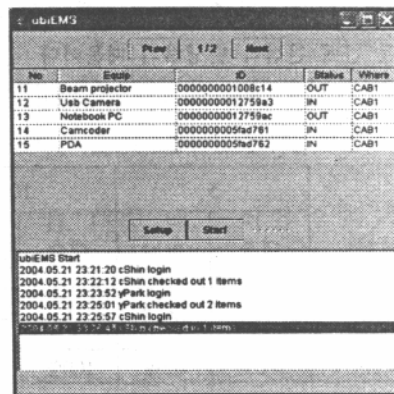 ubiEMS
Prev 1/2 Next
No Equip ID Status Where
11 Beam projector 0000000001008c14 OUT CAB1
12 Usb Camera 00000000012759a3 IN CAB1
13 Notebook PC 00000000012759ac OUT CAB1
14 Camcoder 0000000005fad761 IN CAB1
15 PDA 0000000005fad762 IN CAB1
Setup Start
ubiEMS Start
2004.05.21 23:21:20 cShin login
2004.05.21 23:22:12 cShin checked out 1 items
2004.05.21 23:23:52 yPark login
2004.05.21 23:25:01 yPark checked out 2 items
2004.05.21 23:25:57 cShin login